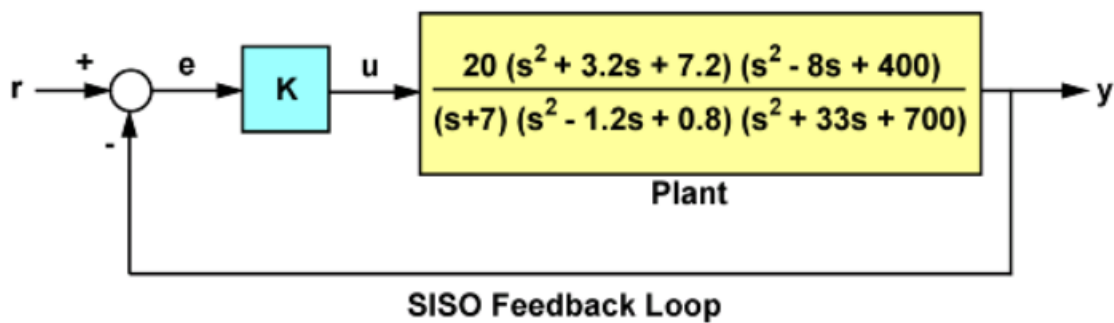 r
+
-
e
K
u
20 (s² + 3.2s + 7.2) (s² - 8s + 400)
(s+7) (s² - 1.2s + 0.8) (s² + 33s + 700)
y
Plant
SISO Feedback Loop